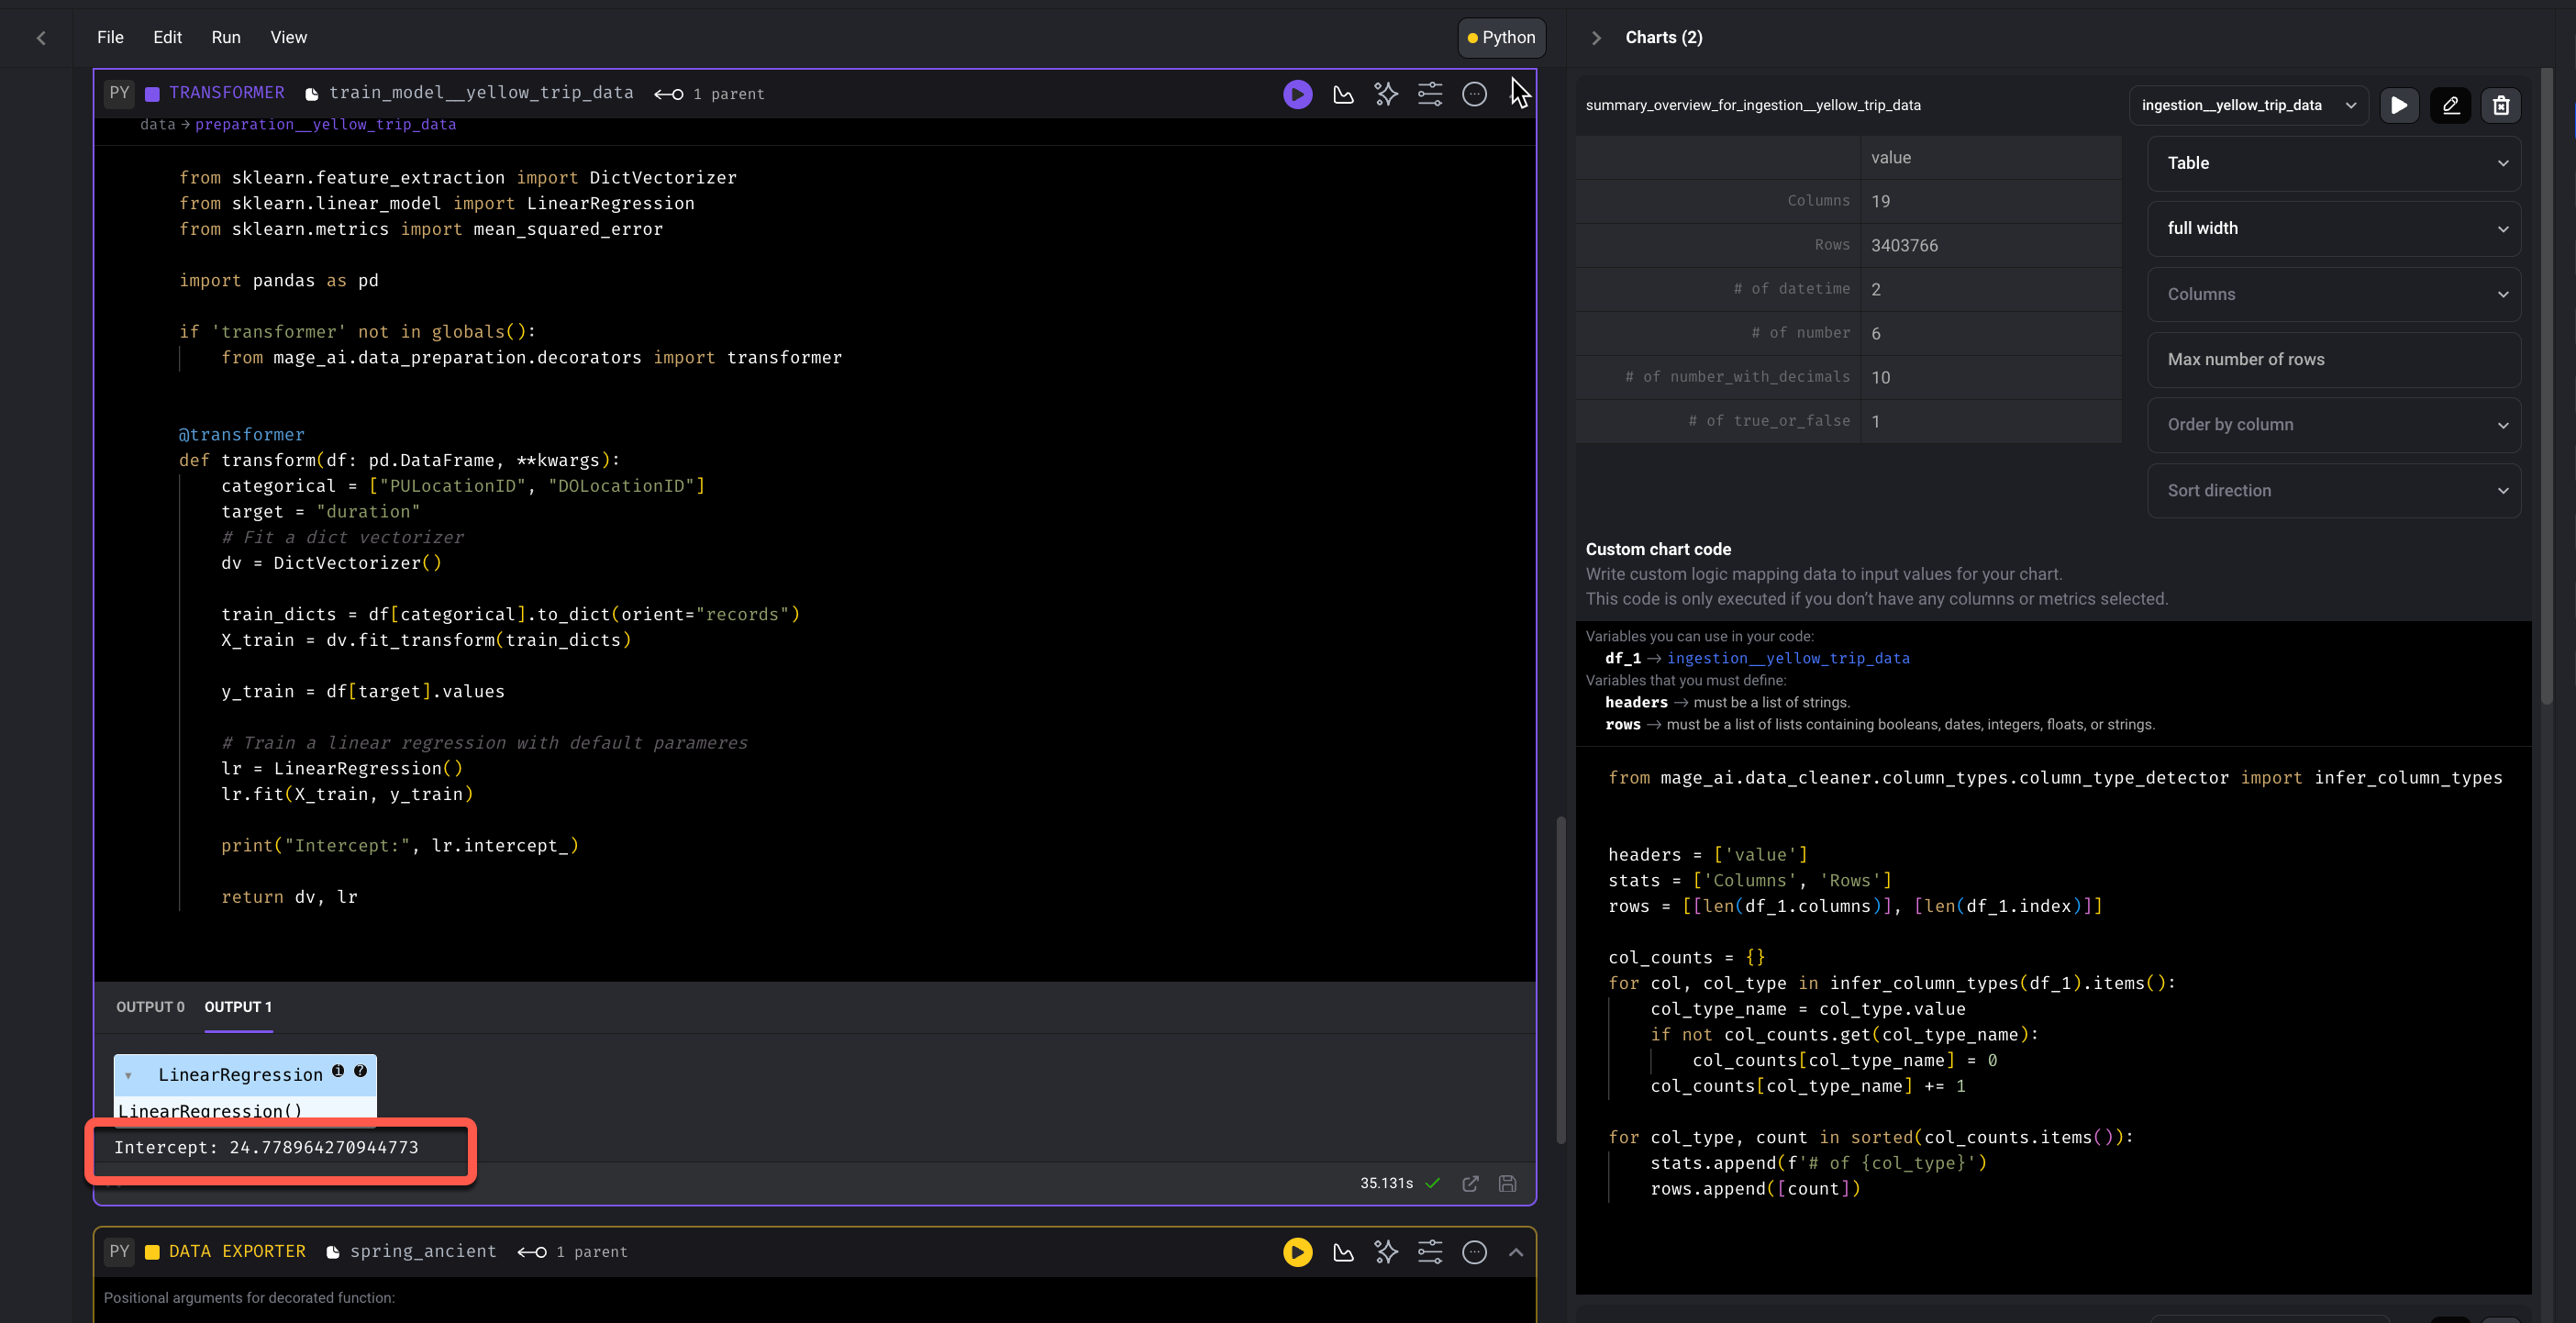 File Edit Run View
Python
Charts (2)
PY TRANSFORMER train_model__yellow_trip_data 1 parent
data → preparation__yellow_trip_data
from sklearn.feature_extraction import DictVectorizer
from sklearn.linear_model import LinearRegression
from sklearn.metrics import mean_squared_error
import pandas as pd
if 'transformer' not in globals():
from mage_ai.data_preparation.decorators import transformer
@transformer
def transform(df: pd.DataFrame, **kwargs):
categorical = ["PULocationID", "DOLocationID"]
target = "duration"
# Fit a dict vectorizer
dv = DictVectorizer()
train_dicts = df[categorical].to_dict(orient="records")
X_train = dv.fit_transform(train_dicts)
y_train = df[target].values
# Train a linear regression with default parameres
lr = LinearRegression()
lr.fit(X_train, y_train)
print("Intercept:", lr.intercept_)
return dv, lr
OUTPUT 0 OUTPUT 1
LinearRegression i ?
LinearRegression()
Intercept: 24.778964270944773
35.131s
PY DATA EXPORTER spring_ancient 1 parent
Positional arguments for decorated function:
summary_overview_for_ingestion__yellow_trip_data
ingestion__yellow_trip_data
value
Columns 19
Rows 3403766
# of datetime 2
# of number 6
# of number_with_decimals 10
# of true_or_false 1
Table
full width
Columns
Max number of rows
Order by column
Sort direction
Custom chart code
Write custom logic mapping data to input values for your chart.
This code is only executed if you don’t have any columns or metrics selected.
Variables you can use in your code:
df_1 → ingestion__yellow_trip_data
Variables that you must define:
headers → must be a list of strings.
rows → must be a list of lists containing booleans, dates, integers, floats, or strings.
from mage_ai.data_cleaner.column_types.column_type_detector import infer_column_types
headers = ['value']
stats = ['Columns', 'Rows']
rows = [[len(df_1.columns)], [len(df_1.index)]]
col_counts = {}
for col, col_type in infer_column_types(df_1).items():
col_type_name = col_type.value
if not col_counts.get(col_type_name):
col_counts[col_type_name] = 0
col_counts[col_type_name] += 1
for col_type, count in sorted(col_counts.items()):
stats.append(f'# of {col_type}')
rows.append([count])